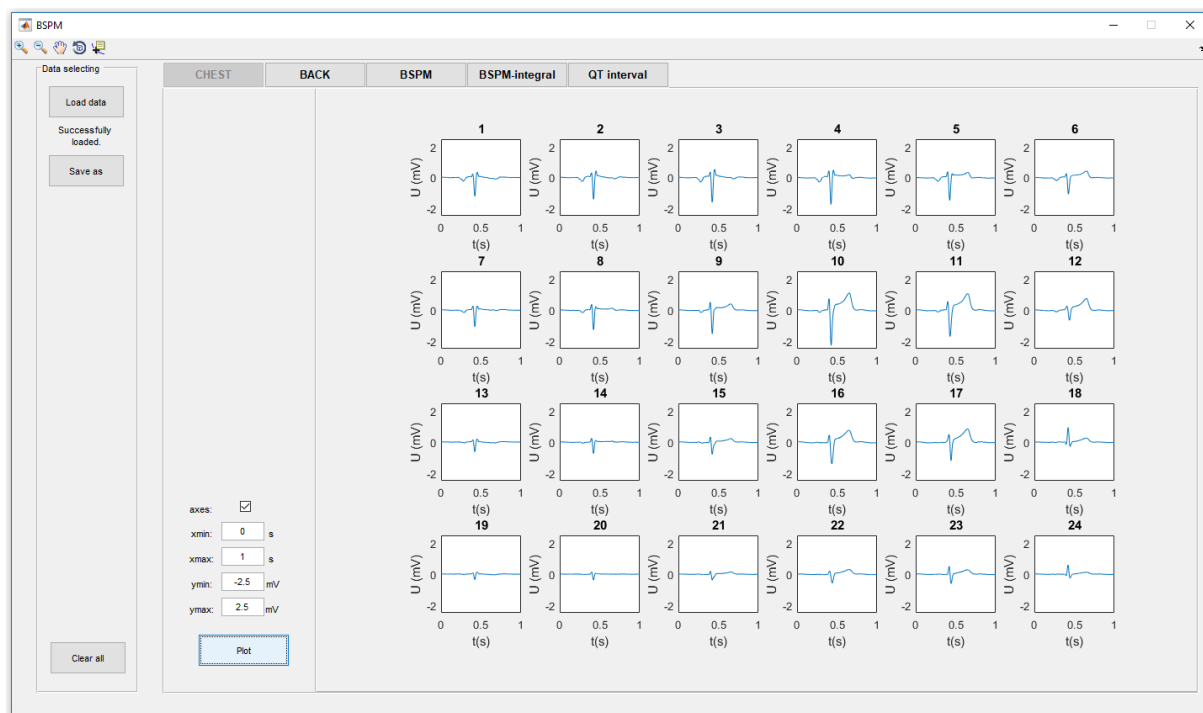 BSPM
Data selecting
Load data
Successfully
loaded.
Save as
Clear all
CHEST BACK BSPM BSPM-integral QT interval
axes:
xmin: 0 s
xmax: 1 s
ymin: -2.5 mV
ymax: 2.5 mV
Plot
1 2 3 4 5 6
2 2 2 2 2 2
U (mV) U (mV) U (mV) U (mV) U (mV) U (mV)
0 0 0 0 0 0
-2 -2 -2 -2 -2 -2
0 0.5 1 0 0.5 1 0 0.5 1 0 0.5 1 0 0.5 1 0 0.5 1
t(s) t(s) t(s) t(s) t(s) t(s)
7 8 9 10 11 12
2 2 2 2 2 2
U (mV) U (mV) U (mV) U (mV) U (mV) U (mV)
0 0 0 0 0 0
-2 -2 -2 -2 -2 -2
0 0.5 1 0 0.5 1 0 0.5 1 0 0.5 1 0 0.5 1 0 0.5 1
t(s) t(s) t(s) t(s) t(s) t(s)
13 14 15 16 17 18
2 2 2 2 2 2
U (mV) U (mV) U (mV) U (mV) U (mV) U (mV)
0 0 0 0 0 0
-2 -2 -2 -2 -2 -2
0 0.5 1 0 0.5 1 0 0.5 1 0 0.5 1 0 0.5 1 0 0.5 1
t(s) t(s) t(s) t(s) t(s) t(s)
19 20 21 22 23 24
2 2 2 2 2 2
U (mV) U (mV) U (mV) U (mV) U (mV) U (mV)
0 0 0 0 0 0
-2 -2 -2 -2 -2 -2
0 0.5 1 0 0.5 1 0 0.5 1 0 0.5 1 0 0.5 1 0 0.5 1
t(s) t(s) t(s) t(s) t(s) t(s)